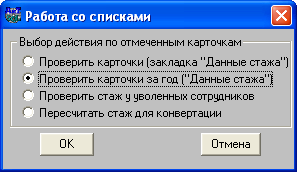 Работа со списками
Выбор действия по отмеченным карточкам
Проверить карточки (закладка "Данные стажа")
Проверить карточки за год ("Данные стажа")
Проверить стаж у уволенных сотрудников
Пересчитать стаж для конвертации
OK
Отмена